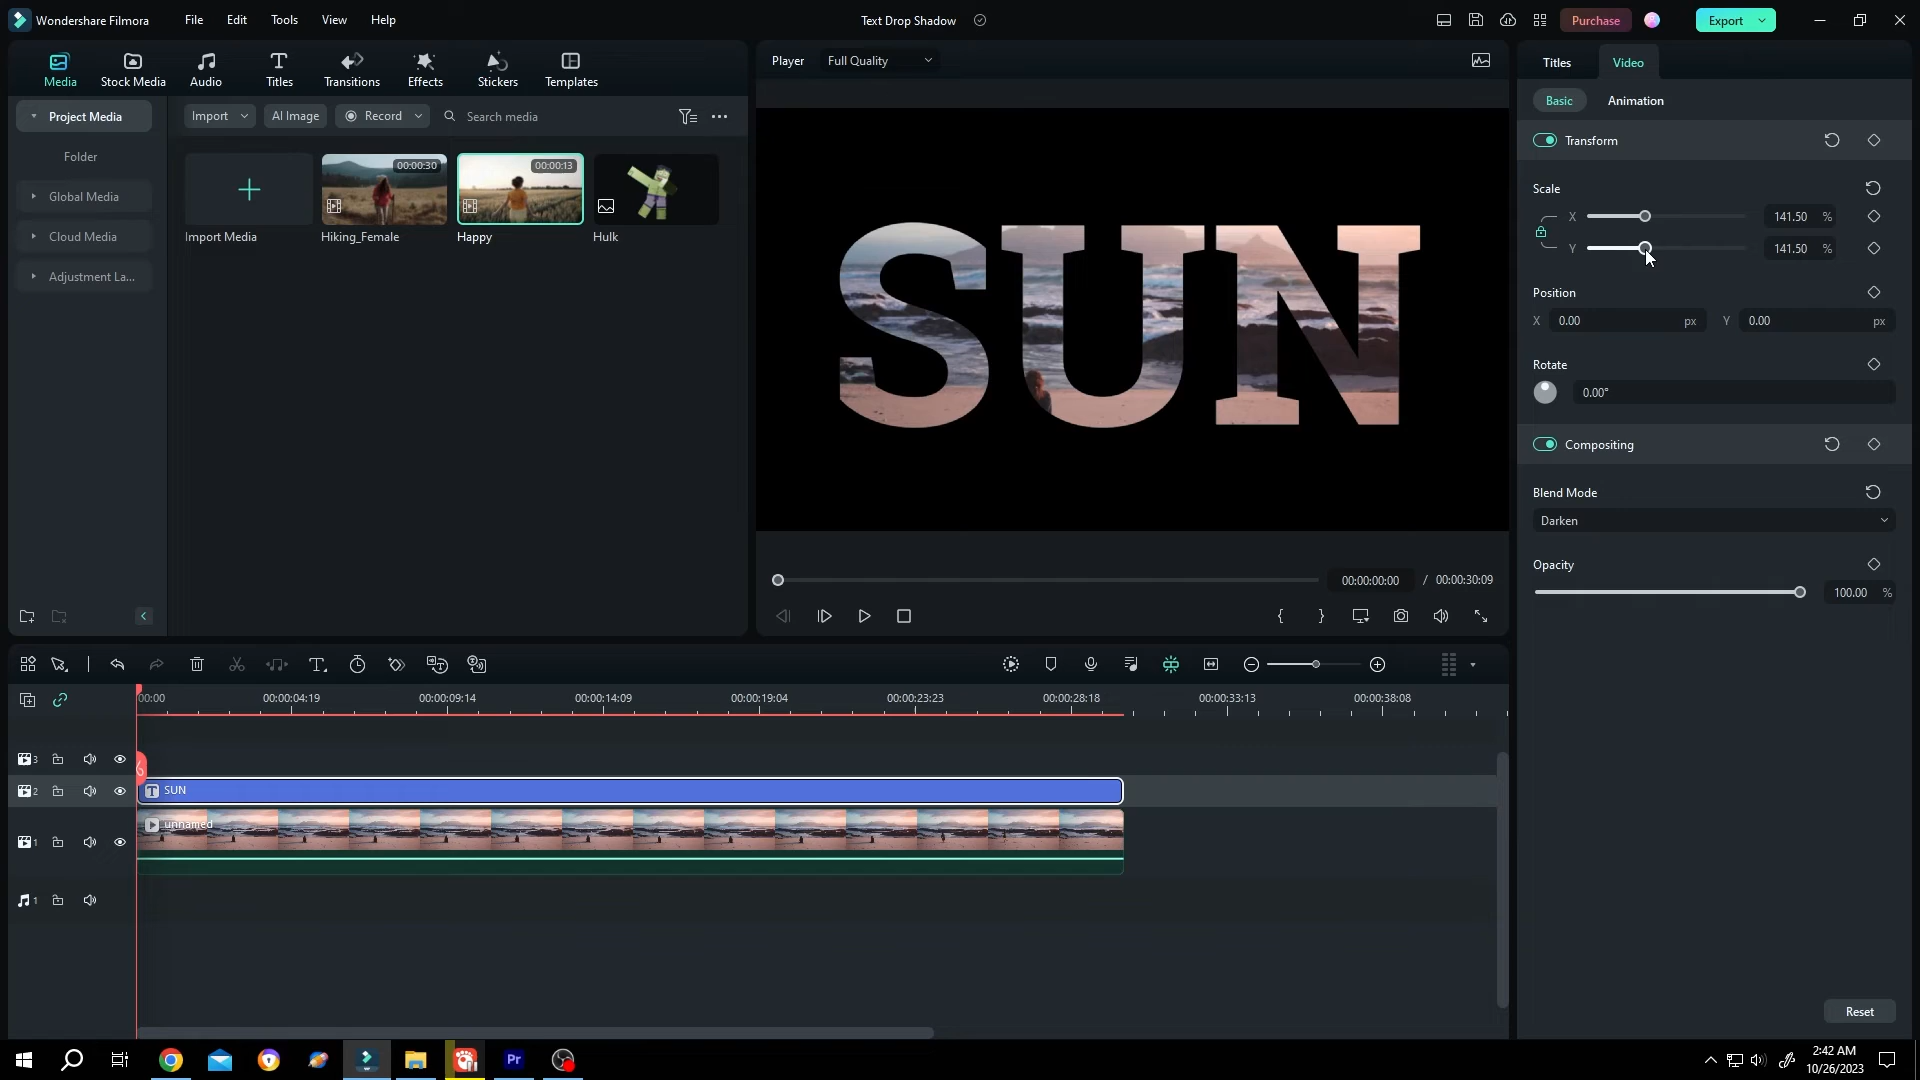 Wondershare Filmora File Edit Tools View Help Text Drop Shadow Purchase Export
Media Stock Media Audio Titles Transitions Effects Stickers Templates
Player Full Quality
Titles Video
Project Media
Folder
Global Media
Cloud Media
Adjustment La...
Import AI Image Record Search media
00:00:30 00:00:13
Import Media Hiking_Female Happy Hulk
SUN
00:00:00:00 / 00:00:30:09
Basic Animation
Transform
Scale
X 141.50 %
Y 141.50 %
Position
X 0.00 px Y 0.00 px
Rotate
0.00°
Compositing
Blend Mode
Darken
Opacity
100.00 %
Reset
00:00 00:00:04:19 00:00:09:14 00:00:14:09 00:00:19:04 00:00:23:23 00:00:28:18 00:00:33:13 00:00:38:08
3
2 T SUN
1 unnamed
1
Pr
2:42 AM
10/26/2023